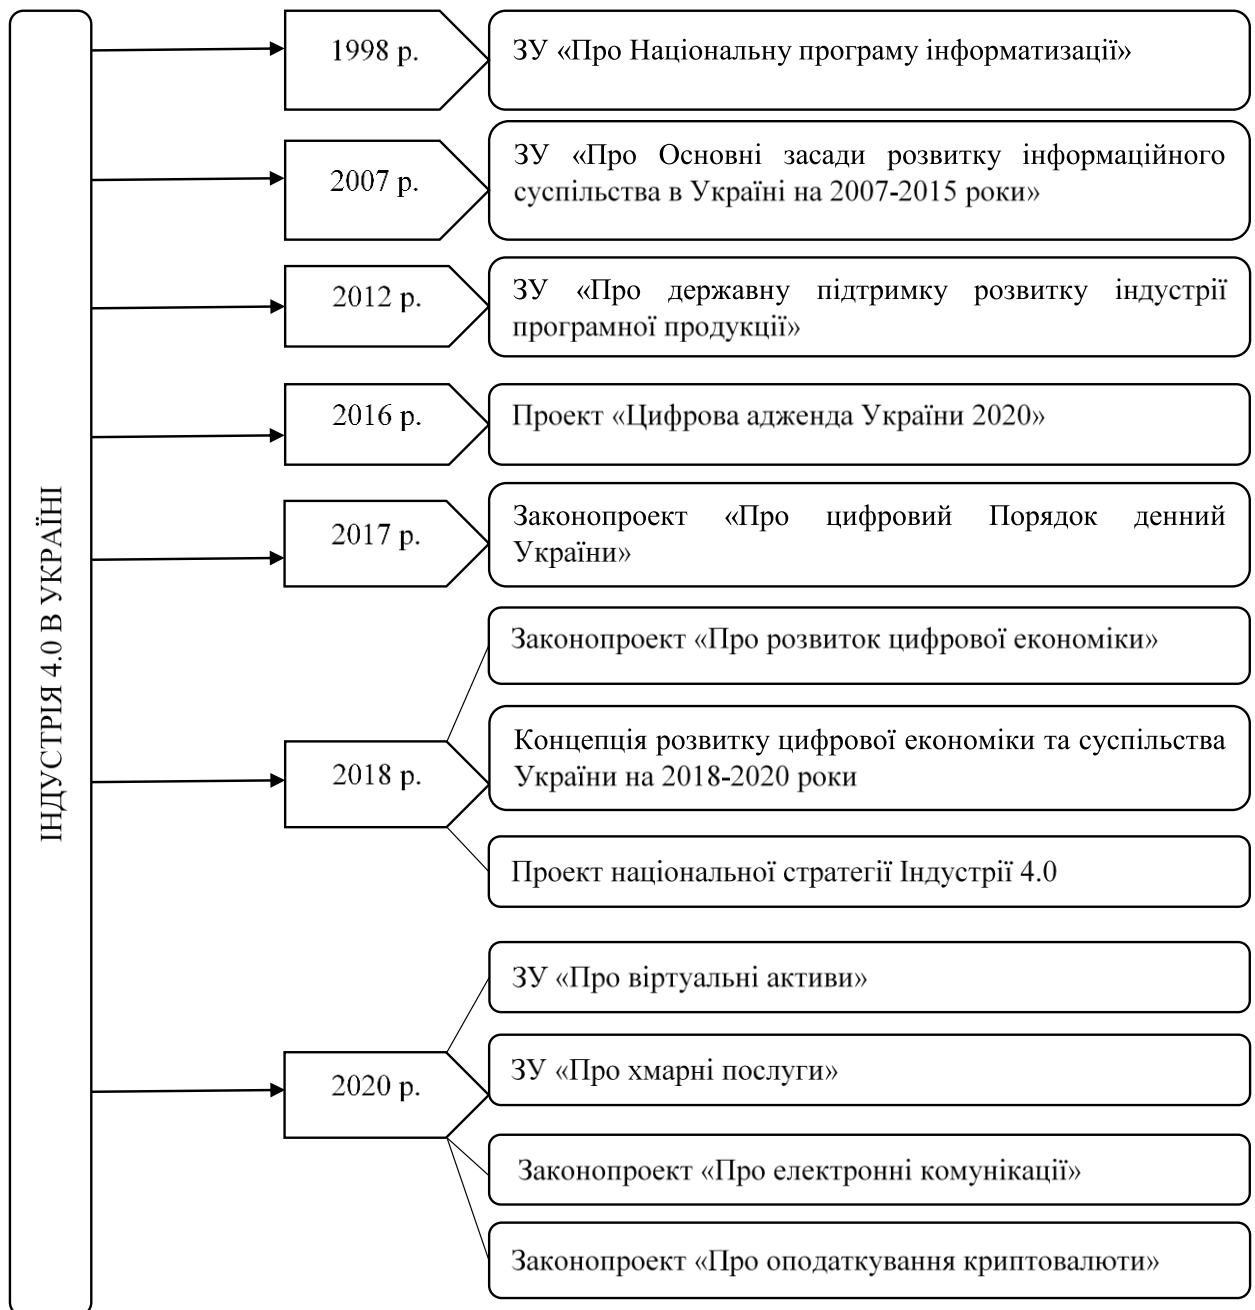 ІНДУСТРІЯ 4.0 В УКРАЇНІ
1998 р.
ЗУ «Про Національну програму інформатизації»
2007 р.
ЗУ «Про Основні засади розвитку інформаційного
суспільства в Україні на 2007-2015 роки»
2012 р.
ЗУ «Про державну підтримку розвитку індустрії
програмної продукції»
2016 р.
Проект «Цифрова адженда України 2020»
2017 р.
Законопроект «Про цифровий Порядок денний
України»
2018 р.
Законопроект «Про розвиток цифрової економіки»
Концепція розвитку цифрової економіки та суспільства
України на 2018-2020 роки
Проект національної стратегії Індустрії 4.0
2020 р.
ЗУ «Про віртуальні активи»
ЗУ «Про хмарні послуги»
Законопроект «Про електронні комунікації»
Законопроект «Про оподаткування криптовалюти»